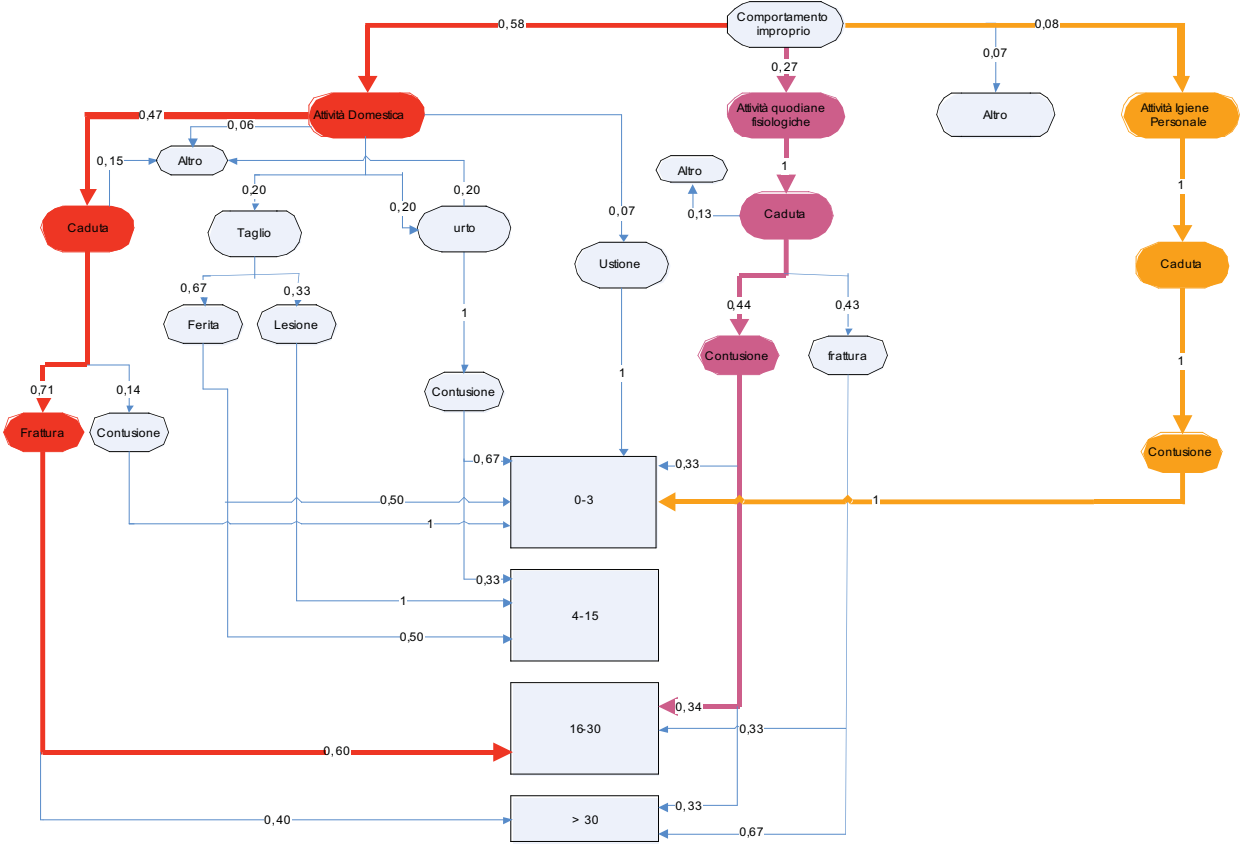 Comportamento
improprio
0,58
0,08
0,07
0,27
Attività Domestica
Attività quodiane
fisiologiche
Altro
Attività Igiene
Personale
0,47
0,06
0,15
Altro
1
Altro
1
0,20
0,20
0,20
0,07
0,13
Caduta
Caduta
Taglio
urto
Ustione
Caduta
0,67
0,33
0,44
0,43
1
Ferita
Lesione
Contusione
frattura
1
1
0,71
0,14
Contusione
Frattura
Contusione
Contusione
0,67
0,33
0-3
0,50
1
1
0,33
4-15
1
0,50
0,34
16-30
0,33
0,60
0,33
> 30
0,40
0,67